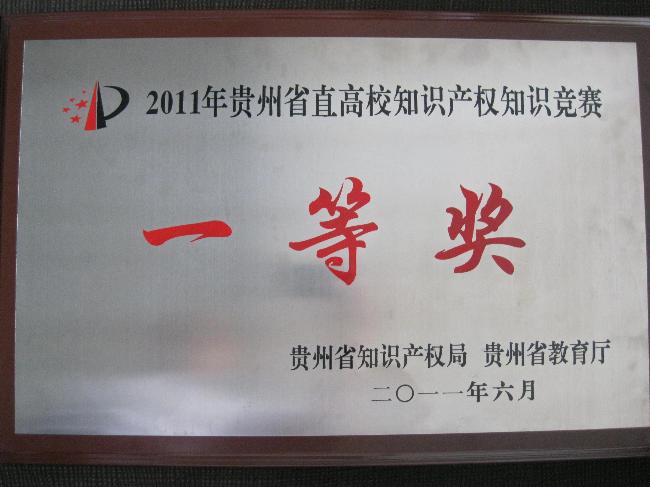 2011年贵州省直高校知识产权知识竞赛
一等奖
贵州省知识产权局 贵州省教育厅
二〇一一年六月